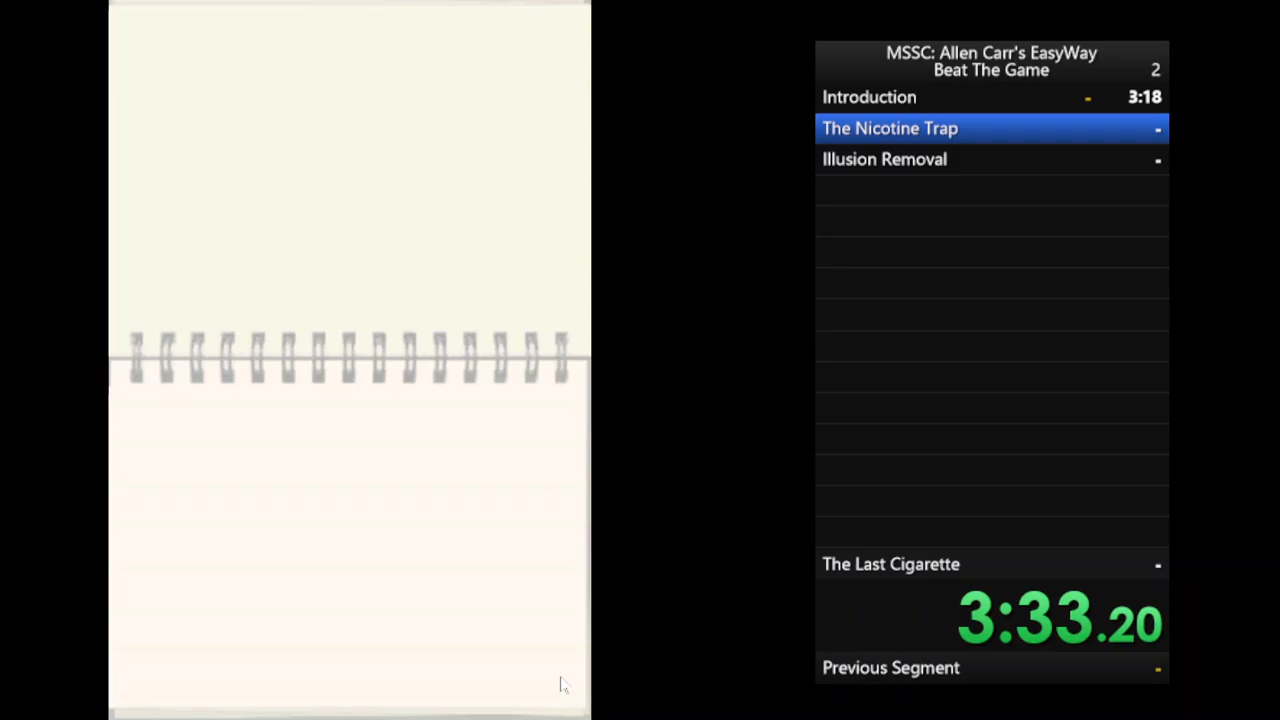 MSSC: Allen Carr's EasyWay
Beat The Game 2
Introduction - 3:18
The Nicotine Trap -
Illusion Removal -
The Last Cigarette -
3:33.20
Previous Segment -